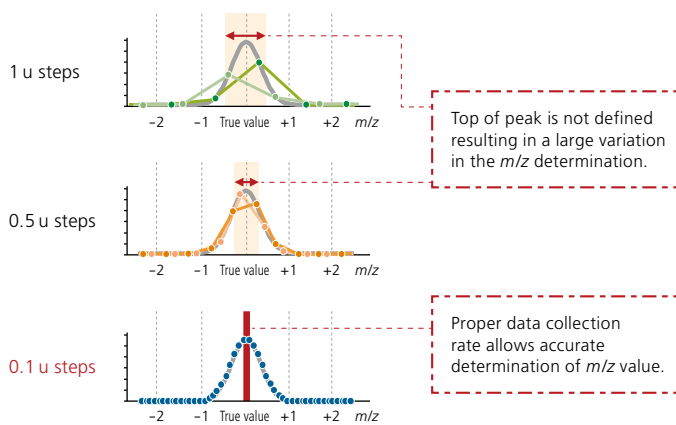 1 u steps
−2 −1 True value +1 +2 m/z
Top of peak is not defined
resulting in a large variation
in the m/z determination.
0.5 u steps
−2 −1 True value +1 +2 m/z
0.1 u steps
−2 −1 True value +1 +2 m/z
Proper data collection
rate allows accurate
determination of m/z value.